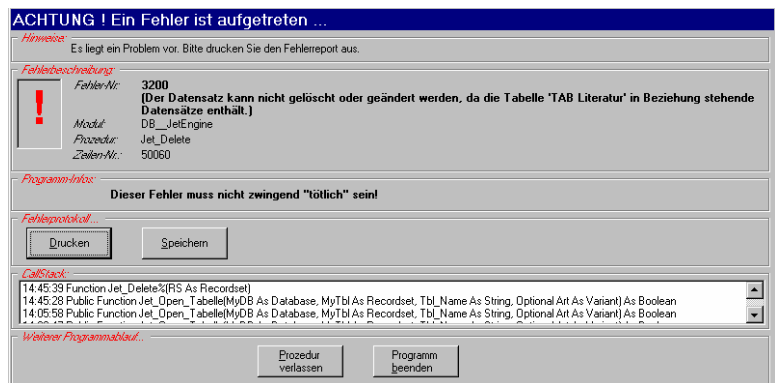 ACHTUNG ! Ein Fehler ist aufgetreten ...
Hinweise:
Es liegt ein Problem vor. Bitte drucken Sie den Fehlerreport aus.
Fehlerbeschreibung:
Fehler-Nr: 3200
(Der Datensatz kann nicht gelöscht oder geändert werden, da die Tabelle 'TAB Literatur' in Beziehung stehende
Datensätze enthält.)
Modul: DB__JetEngine
Prozedur: Jet_Delete
Zeilen-Nr.: 50060
Programm-Infos:
Dieser Fehler muss nicht zwingend "tötlich" sein!
Fehlerprotokoll ...
Drucken Speichern
CallStack:
14:45:39 Function Jet_Delete%(RS As Recordset)
14:45:28 Public Function Jet_Open_Tabelle(MyDB As Database, MyTbl As Recordset, Tbl_Name As String, Optional Art As Variant) As Boolean
14:05:58 Public Function Jet_Open_Tabelle(MyDB As Database, MyTbl As Recordset, Tbl_Name As String, Optional Art As Variant) As Boolean
Weiterer Programmablauf...
Prozedur verlassen Programm beenden